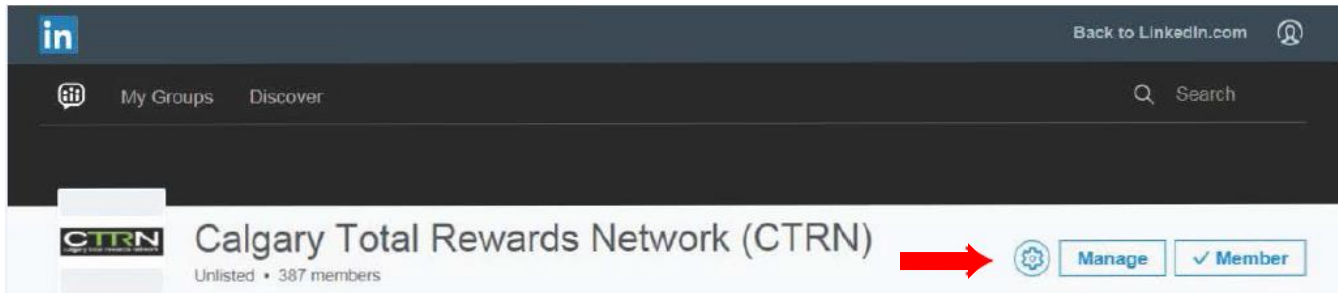 in
Back to LinkedIn.com
My Groups Discover
Search
CTRN
Calgary Total Rewards Network (CTRN)
Manage
✓ Member
Unlisted • 387 members